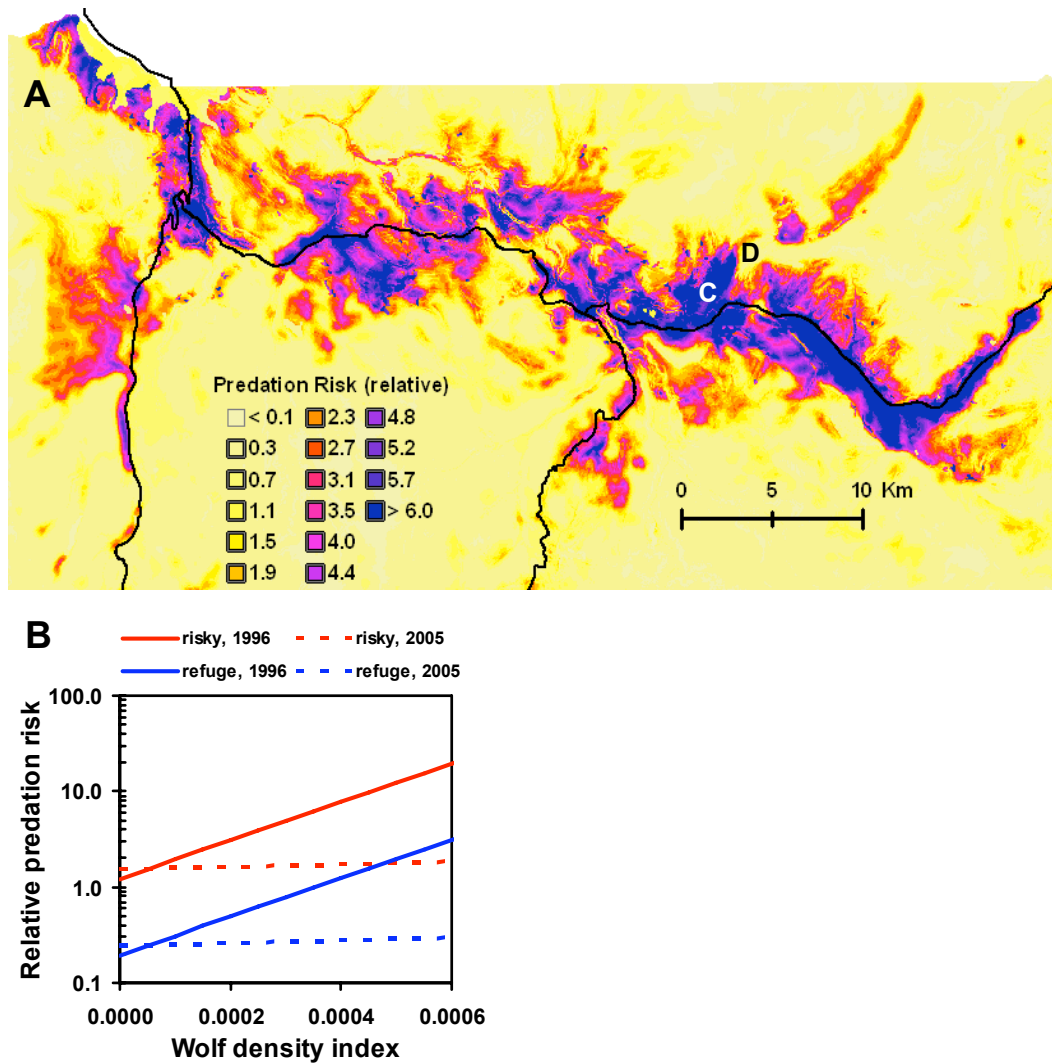 A
D
C
Predation Risk (relative)
< 0.1 2.3 4.8
0.3 2.7 5.2
0.7 3.1 5.7
1.1 3.5 > 6.0
1.5 4.0
1.9 4.4
0 5 10 Km
B
risky, 1996 risky, 2005
refuge, 1996 refuge, 2005
100.0
10.0
1.0
0.1
Relative predation risk
0.0000 0.0002 0.0004 0.0006
Wolf density index